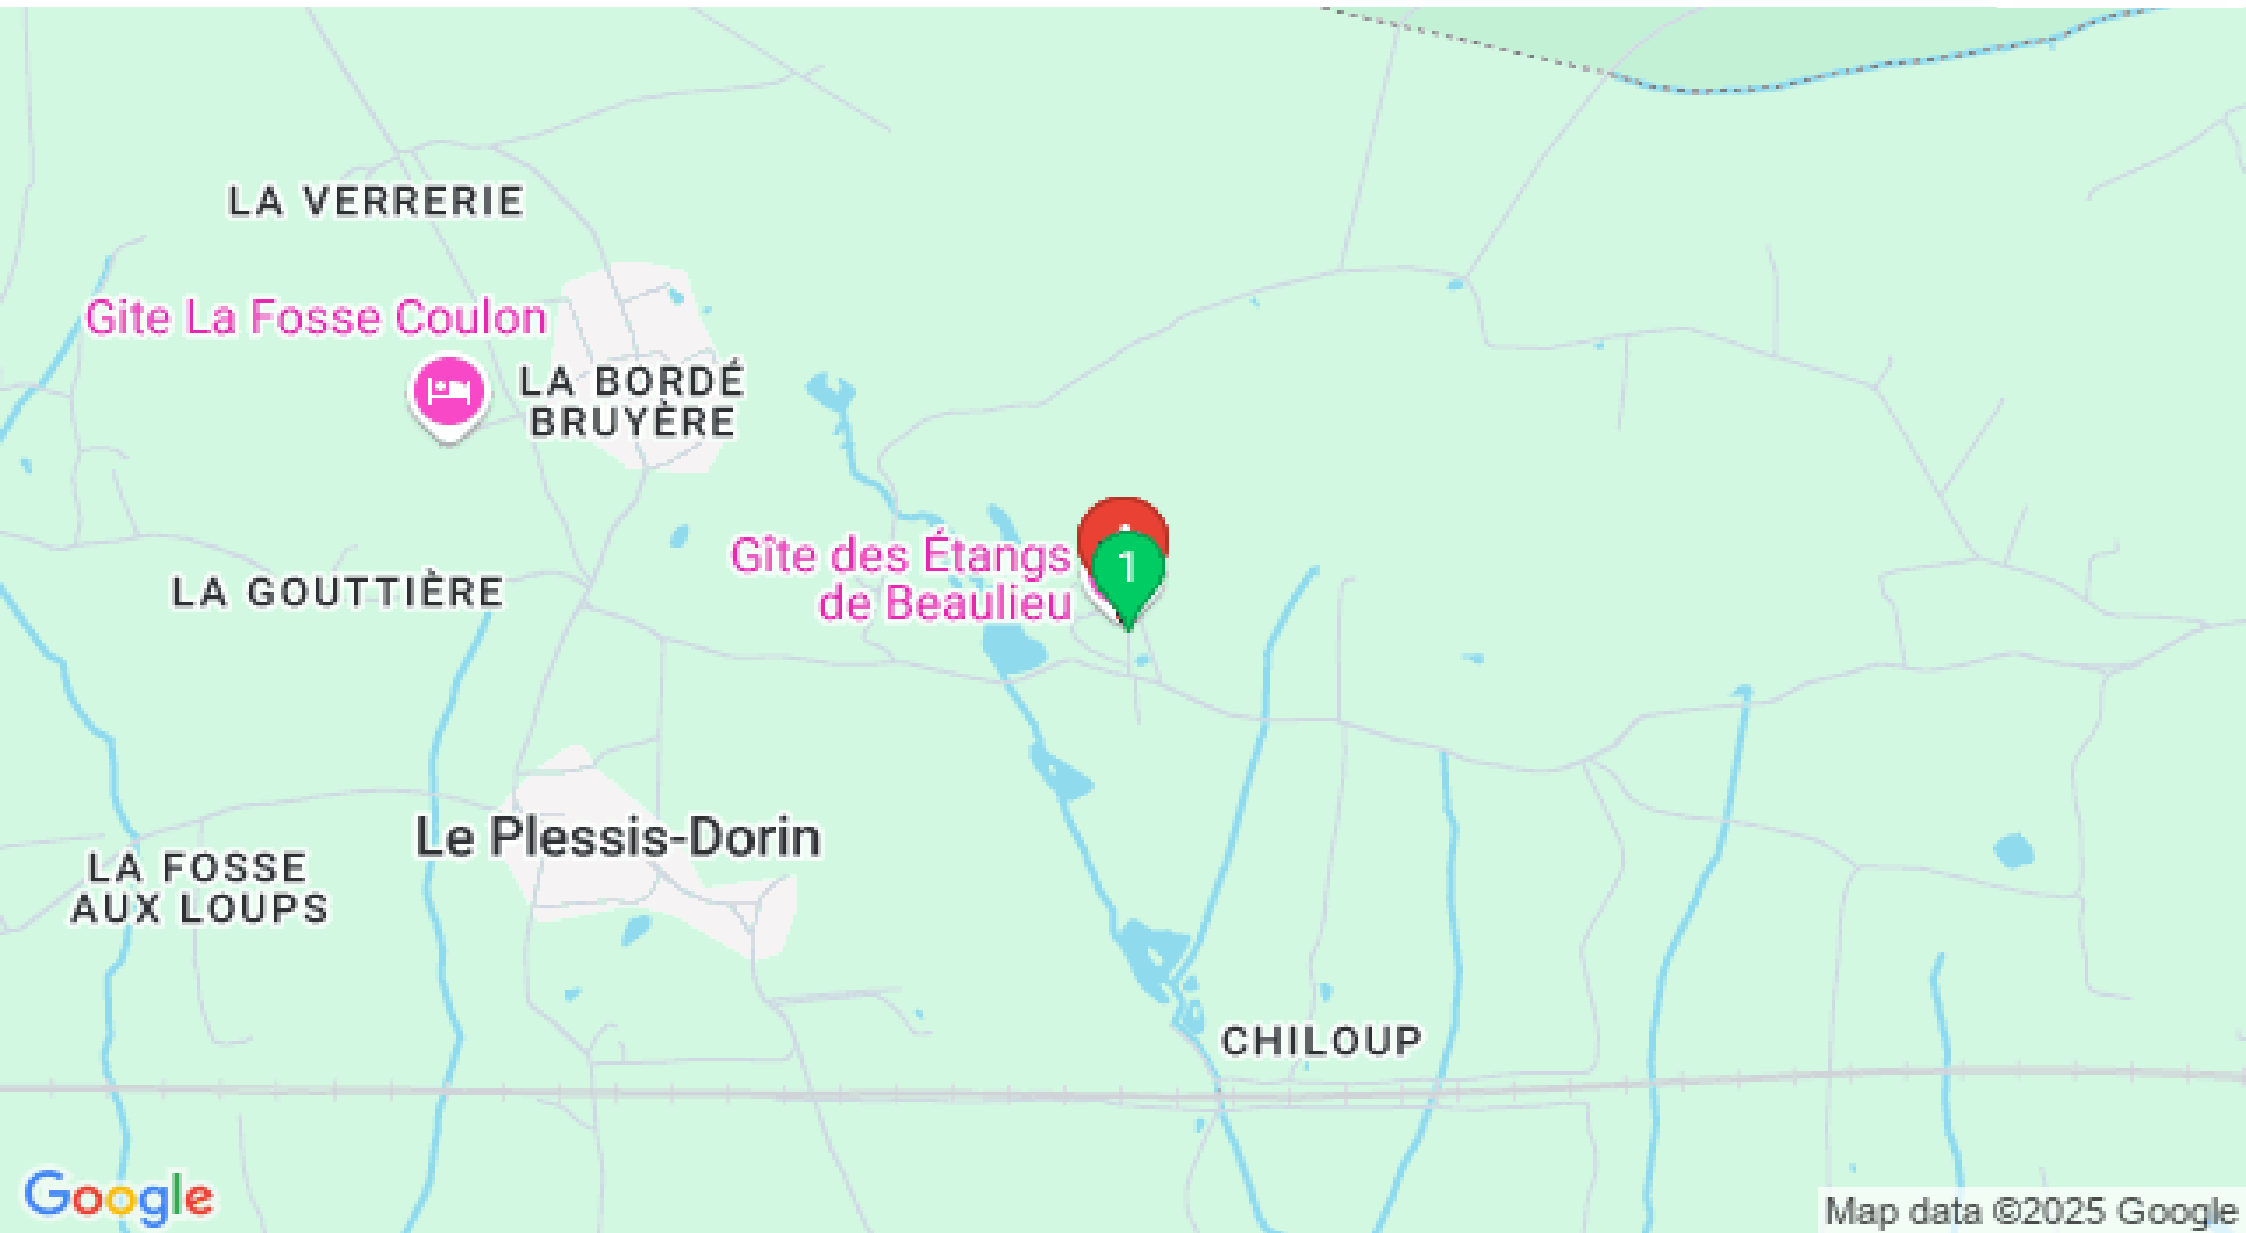 LA VERRERIE
Gite La Fosse Coulon
LA BORDÉ
BRUYÈRE
Gîte des Étangs
de Beaulieu
1
LA GOUTTIÈRE
Le Plessis-Dorin
LA FOSSE
AUX LOUPS
CHILOUP
Google
Map data ©2025 Google